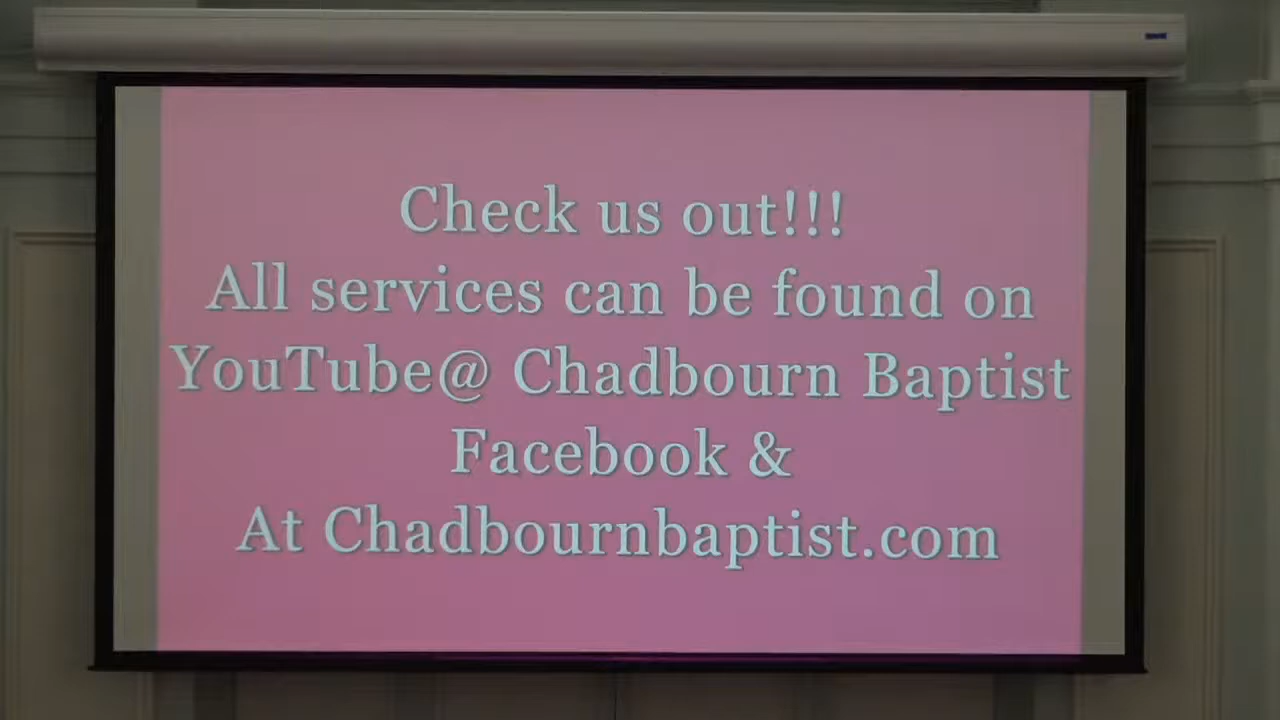 Check us out!!!
All services can be found on
YouTube@ Chadbourn Baptist
Facebook &
At Chadbournbaptist.com